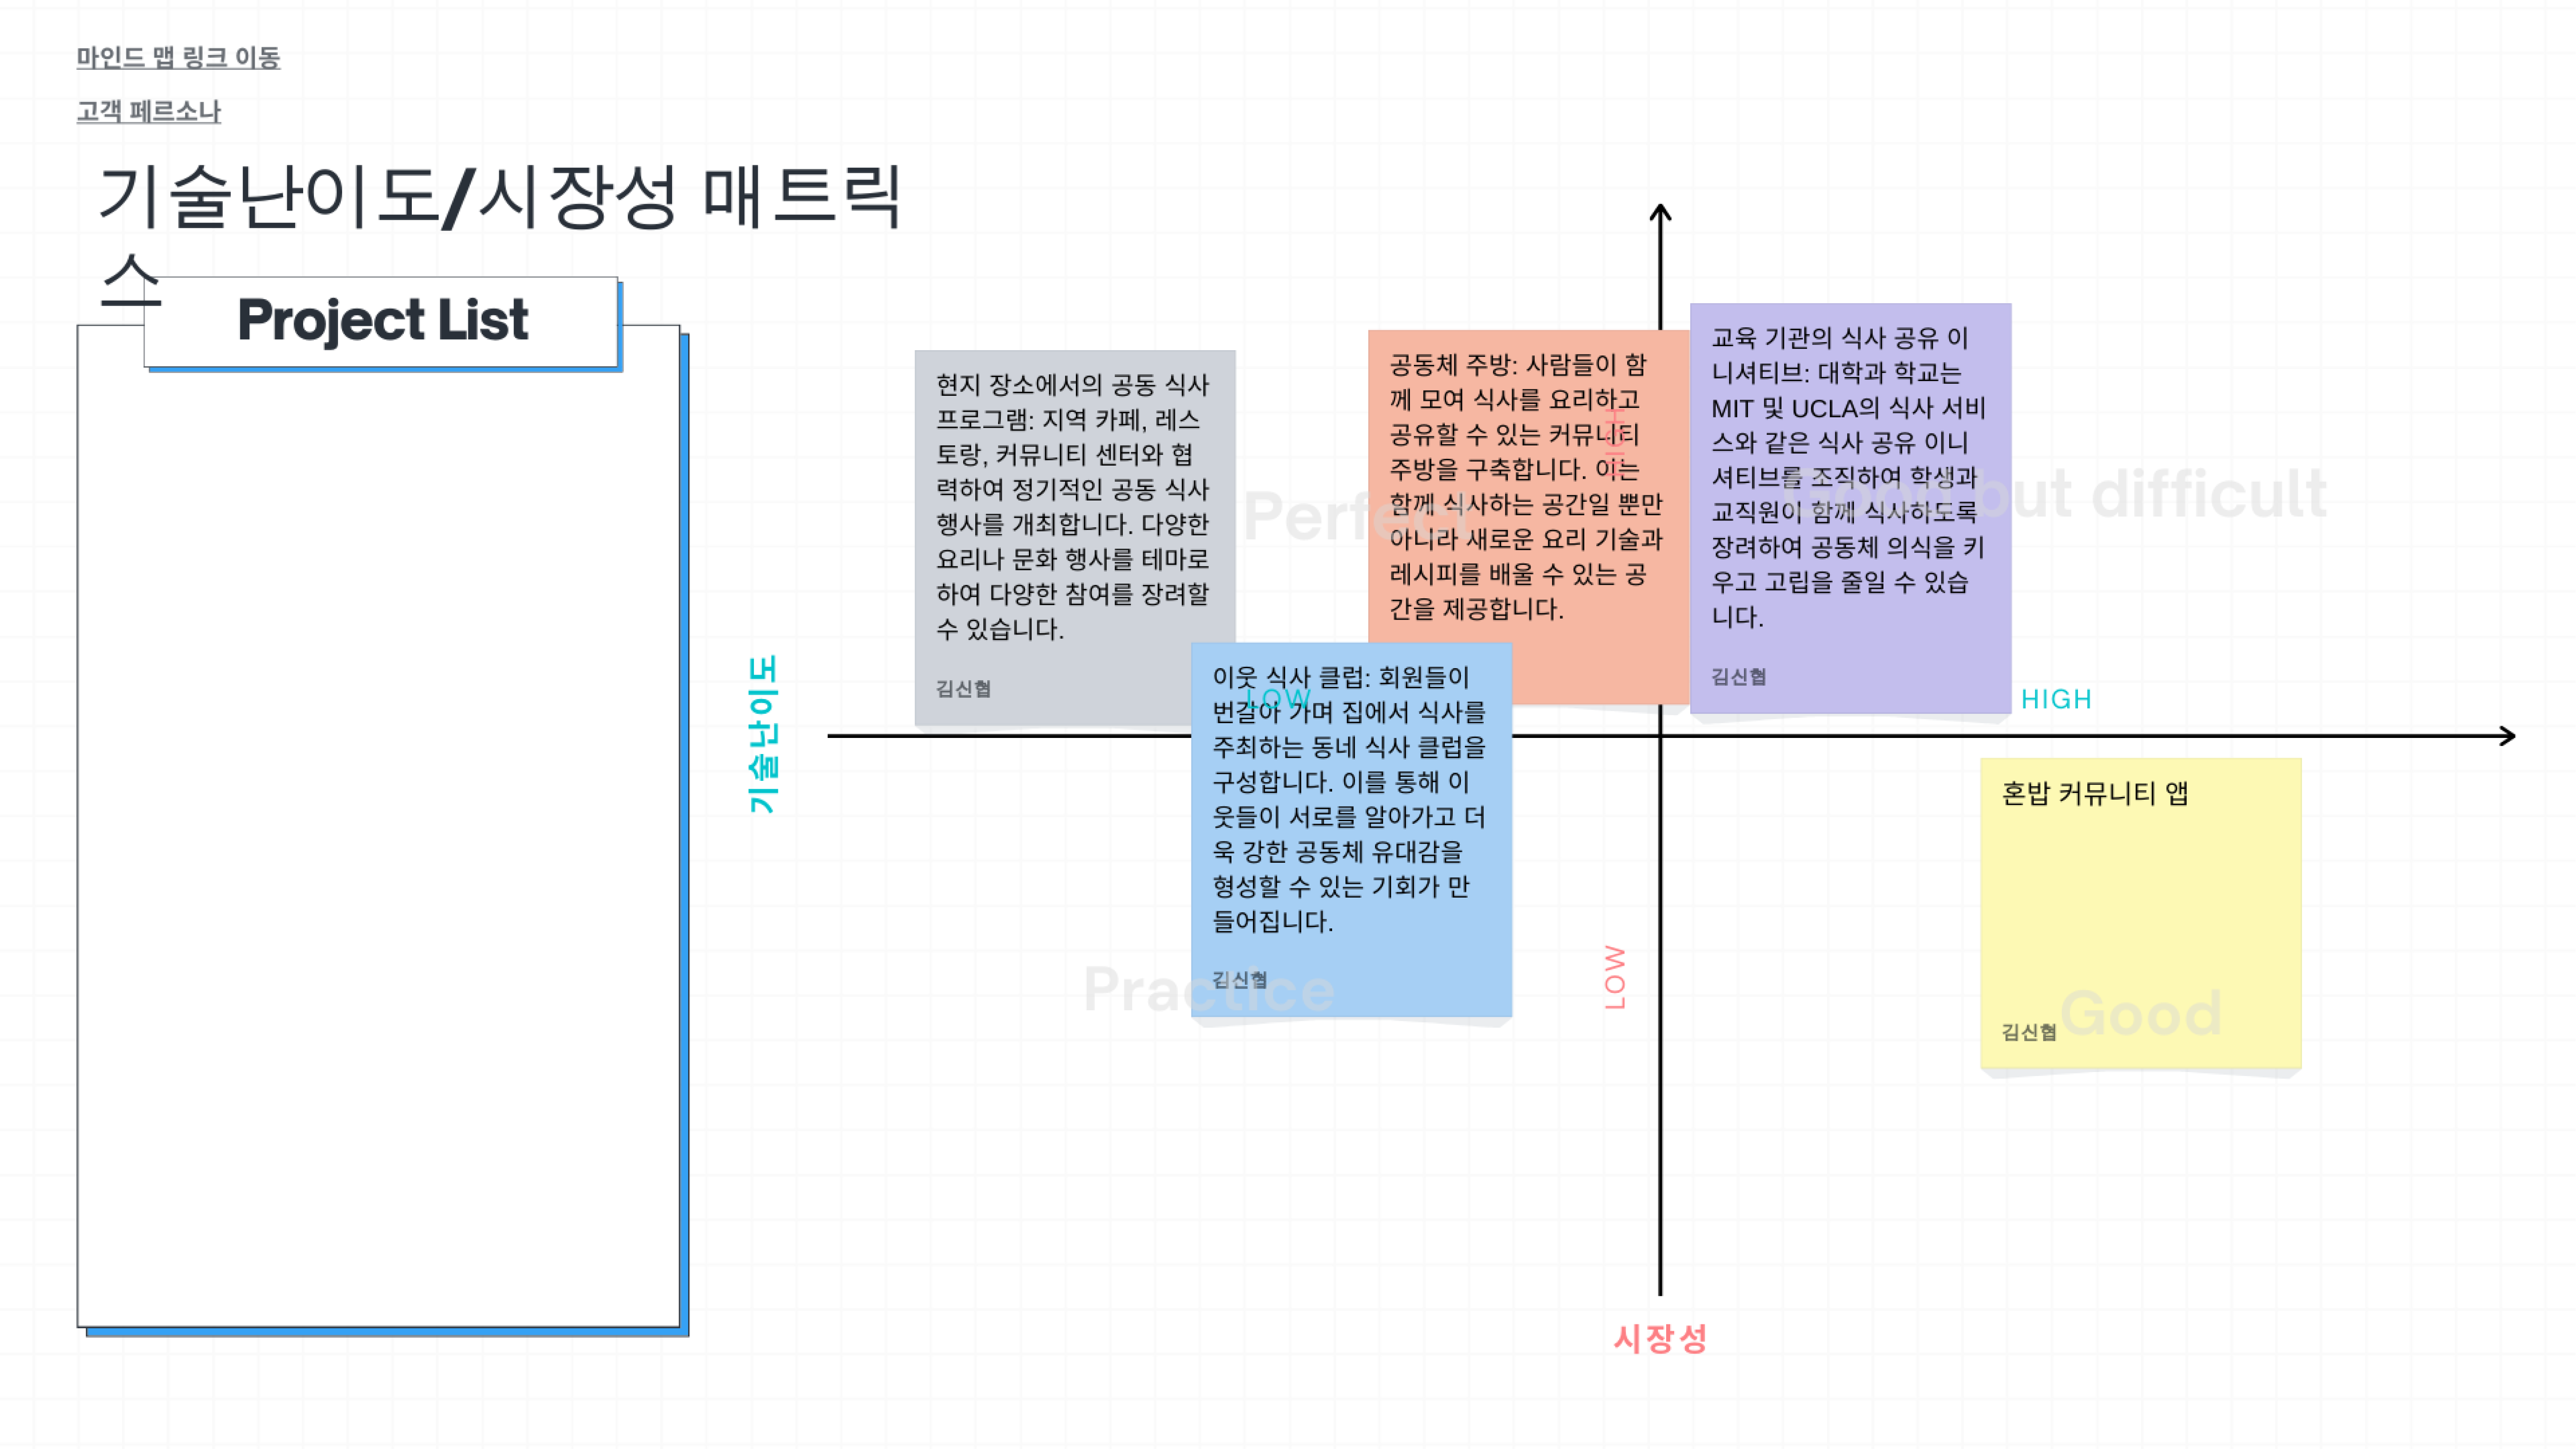 마인드 맵 링크 이동
고객 페르소나
기술난이도/시장성 매트릭
스
Project List
현지 장소에서의 공동 식사
프로그램: 지역 카페, 레스
토랑, 커뮤니티 센터와 협
력하여 정기적인 공동 식사
행사를 개최합니다. 다양한
요리나 문화 행사를 테마로
하여 다양한 참여를 장려할
수 있습니다.
김신협
Perfect
공동체 주방: 사람들이 함
께 모여 식사를 요리하고
공유할 수 있는 커뮤니티
주방을 구축합니다. 이는
함께 식사하는 공간일 뿐만
아니라 새로운 요리 기술과
레시피를 배울 수 있는 공
간을 제공합니다.
HIGH
교육 기관의 식사 공유 이
니셔티브: 대학과 학교는
MIT 및 UCLA의 식사 서비
스와 같은 식사 공유 이니
셔티브를 조직하여 학생과
교직원이 함께 식사하도록
장려하여 공동체 의식을 키
우고 고립을 줄일 수 있습
니다.
김신협
Good but difficult
기술난이도
LOW
HIGH
이웃 식사 클럽: 회원들이
번갈아 가며 집에서 식사를
주최하는 동네 식사 클럽을
구성합니다. 이를 통해 이
웃들이 서로를 알아가고 더
욱 강한 공동체 유대감을
형성할 수 있는 기회가 만
들어집니다.
김신협
Practice
LOW
혼밥 커뮤니티 앱
김신협
Good
시장성